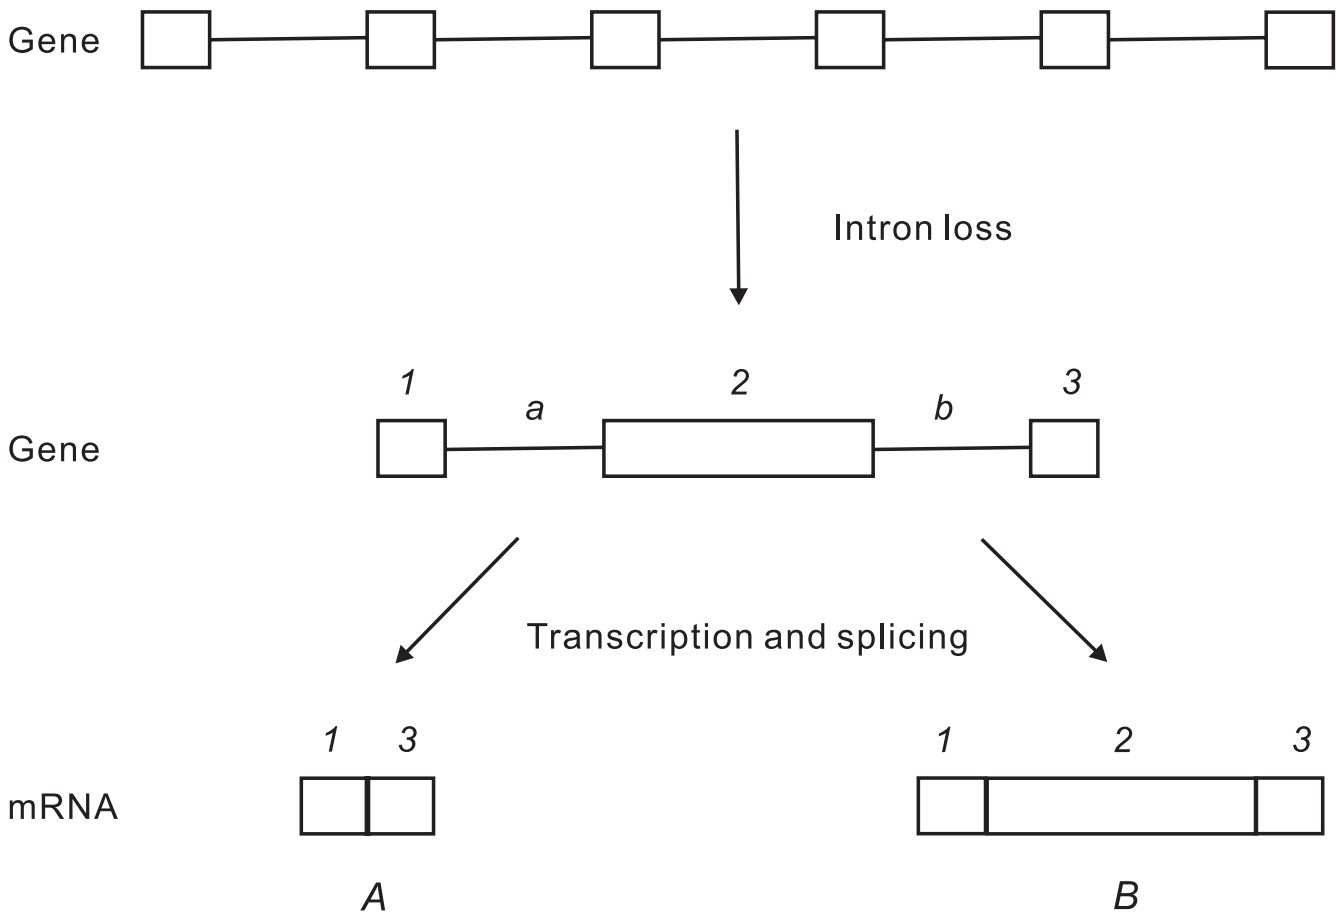 Gene
Intron loss
1 2 3
a b
Gene
Transcription and splicing
1 3 1 2 3
mRNA
A B